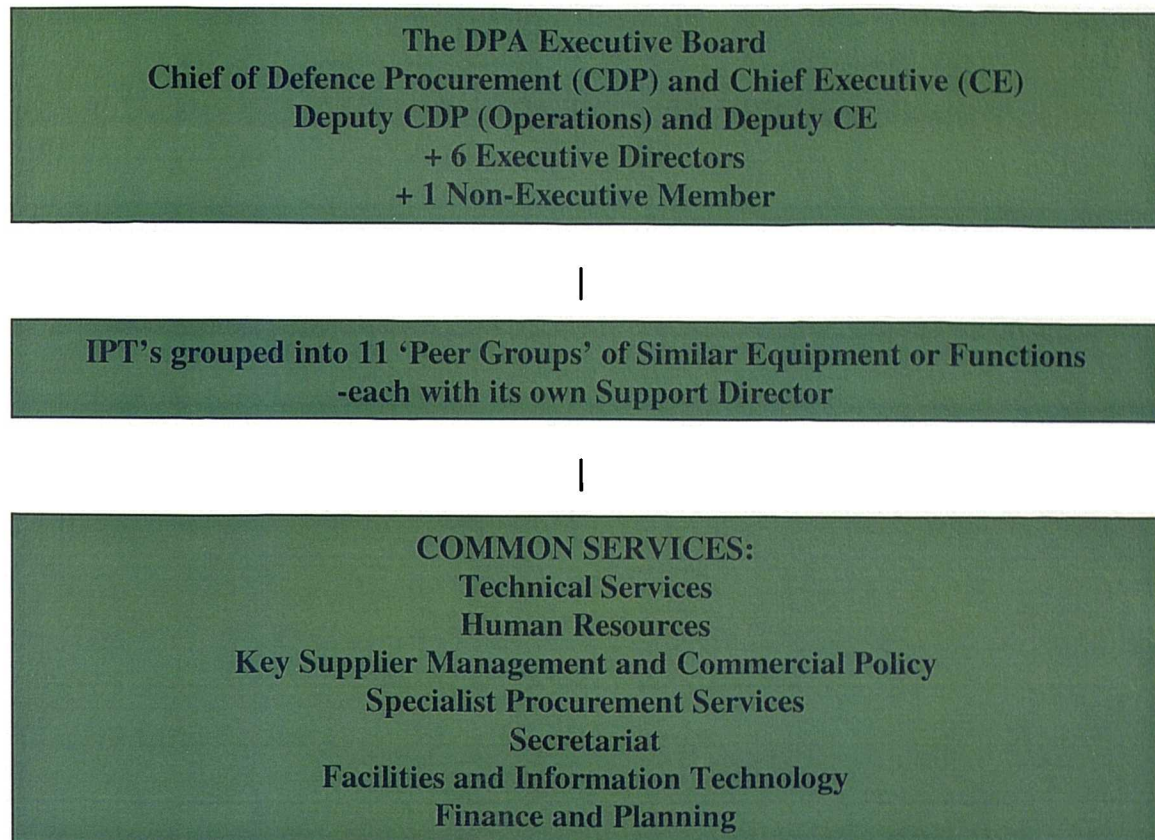 The DPA Executive Board
Chief of Defence Procurement (CDP) and Chief Executive (CE)
Deputy CDP (Operations) and Deputy CE
+ 6 Executive Directors
+ 1 Non-Executive Member
IPT's grouped into 11 ‘Peer Groups’ of Similar Equipment or Functions
-each with its own Support Director
COMMON SERVICES:
Technical Services
Human Resources
Key Supplier Management and Commercial Policy
Specialist Procurement Services
Secretariat
Facilities and Information Technology
Finance and Planning